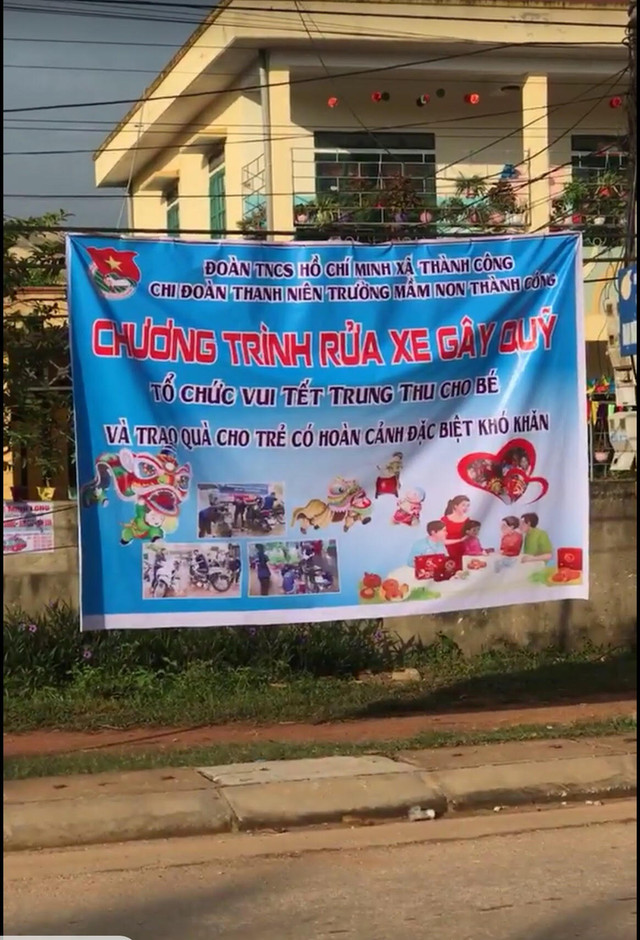 ĐOÀN TNCS HỒ CHÍ MINH XÃ THÀNH CÔNG
CHI ĐOÀN THANH NIÊN TRƯỜNG MẦM NON THÀNH CÔNG
CHƯƠNG TRÌNH RỬA XE GÂY QUỸ
TỔ CHỨC VUI TẾT TRUNG THU CHO BÉ
VÀ TRAO QUÀ CHO TRẺ CÓ HOÀN CẢNH ĐẶC BIỆT KHÓ KHĂN